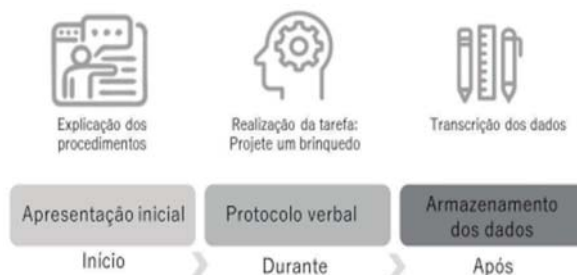 Explicação dos
procedimentos
Realização da tarefa:
Projete um brinquedo
Transcrição dos dados
Apresentação inicial
Protocolo verbal
Armazenamento
dos dados
Início
Durante
Após